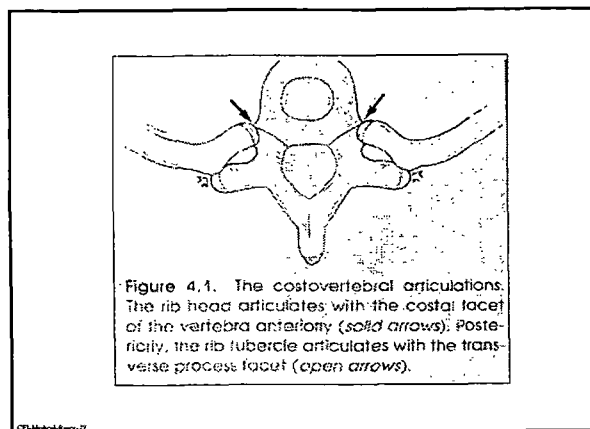 Figure 4.1. The costovertebral articulations.
The rib head articulates with the costal facet
of the vertebra anteriorly (solid arrows). Poste-
riorly, the rib tubercle articulates with the trans-
verse process facet (open arrows).